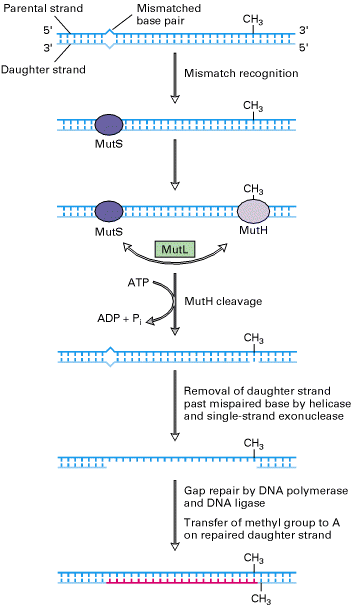 Parental strand
Mismatched
base pair
CH3
5'
3'
3'
5'
Daughter strand
Mismatch recognition
CH3
MutS
CH3
MutS
MutH
MutL
ATP
MutH cleavage
ADP + Pi
CH3
Removal of daughter strand
past mispaired base by helicase
and single-strand exonuclease
CH3
Gap repair by DNA polymerase
and DNA ligase
Transfer of methyl group to A
on repaired daughter strand
CH3
CH3